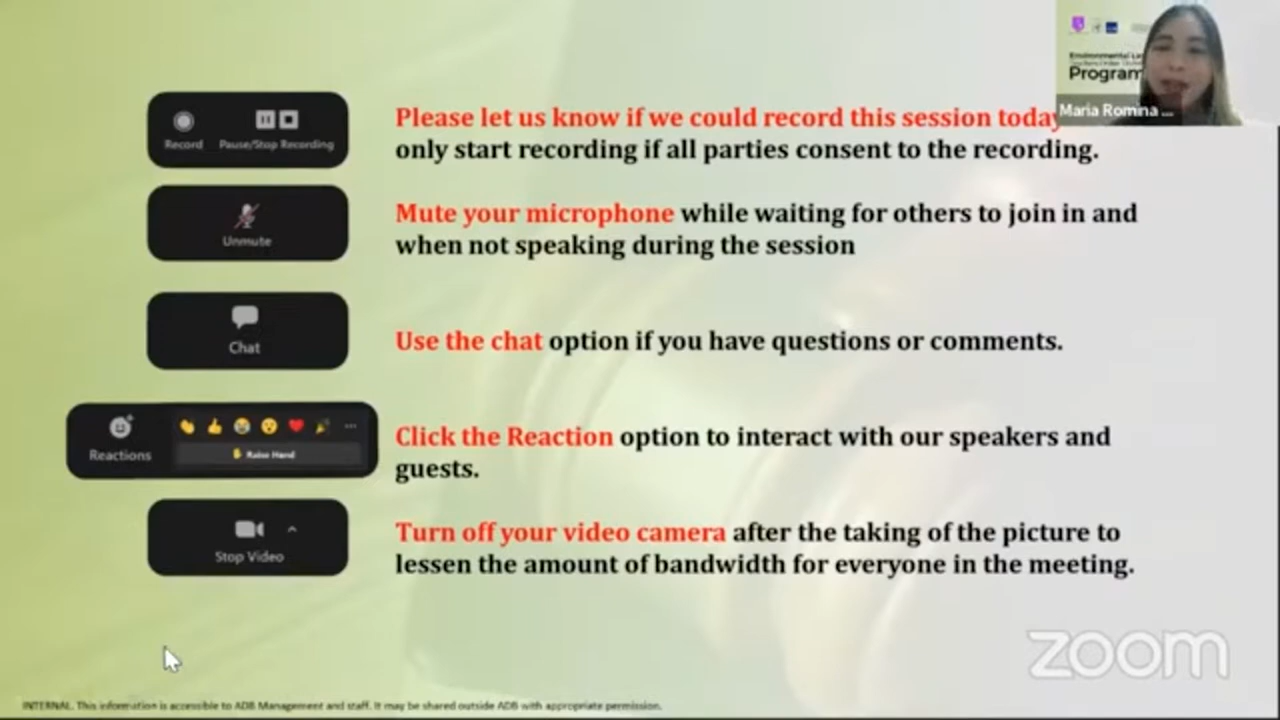 Record Pause/Stop Recording
Please let us know if we could record this session today
only start recording if all parties consent to the recording.
Unmute
Mute your microphone while waiting for others to join in and
when not speaking during the session
Chat
Use the chat option if you have questions or comments.
Reactions
Raise Hand
Click the Reaction option to interact with our speakers and
guests.
Stop Video
Turn off your video camera after the taking of the picture to
lessen the amount of bandwidth for everyone in the meeting.
Program
Maria Romina ...
zoom
INTERNAL. This information is accessible to ADB Management and staff. It may be shared outside ADB with appropriate permission.